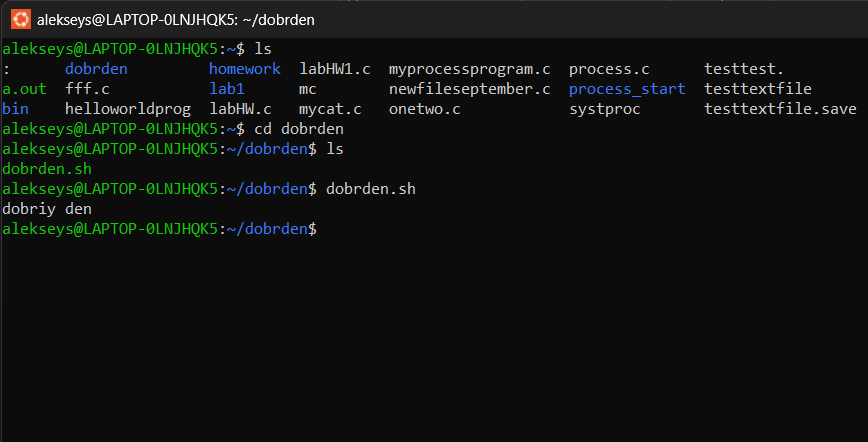 alekseys@LAPTOP-0LNJHQK5: ~/dobrden
alekseys@LAPTOP-0LNJHQK5:~$ ls
: dobrden homework labHW1.c myprocessprogram.c process.c testtest.
a.out fff.c lab1 mc newfileseptember.c process_start testtextfile
bin helloworldprog labHW.c mycat.c onetwo.c systproc testtextfile.save
alekseys@LAPTOP-0LNJHQK5:~$ cd dobrden
alekseys@LAPTOP-0LNJHQK5:~/dobrden$ ls
dobrden.sh
alekseys@LAPTOP-0LNJHQK5:~/dobrden$ dobrden.sh
dobriy den
alekseys@LAPTOP-0LNJHQK5:~/dobrden$